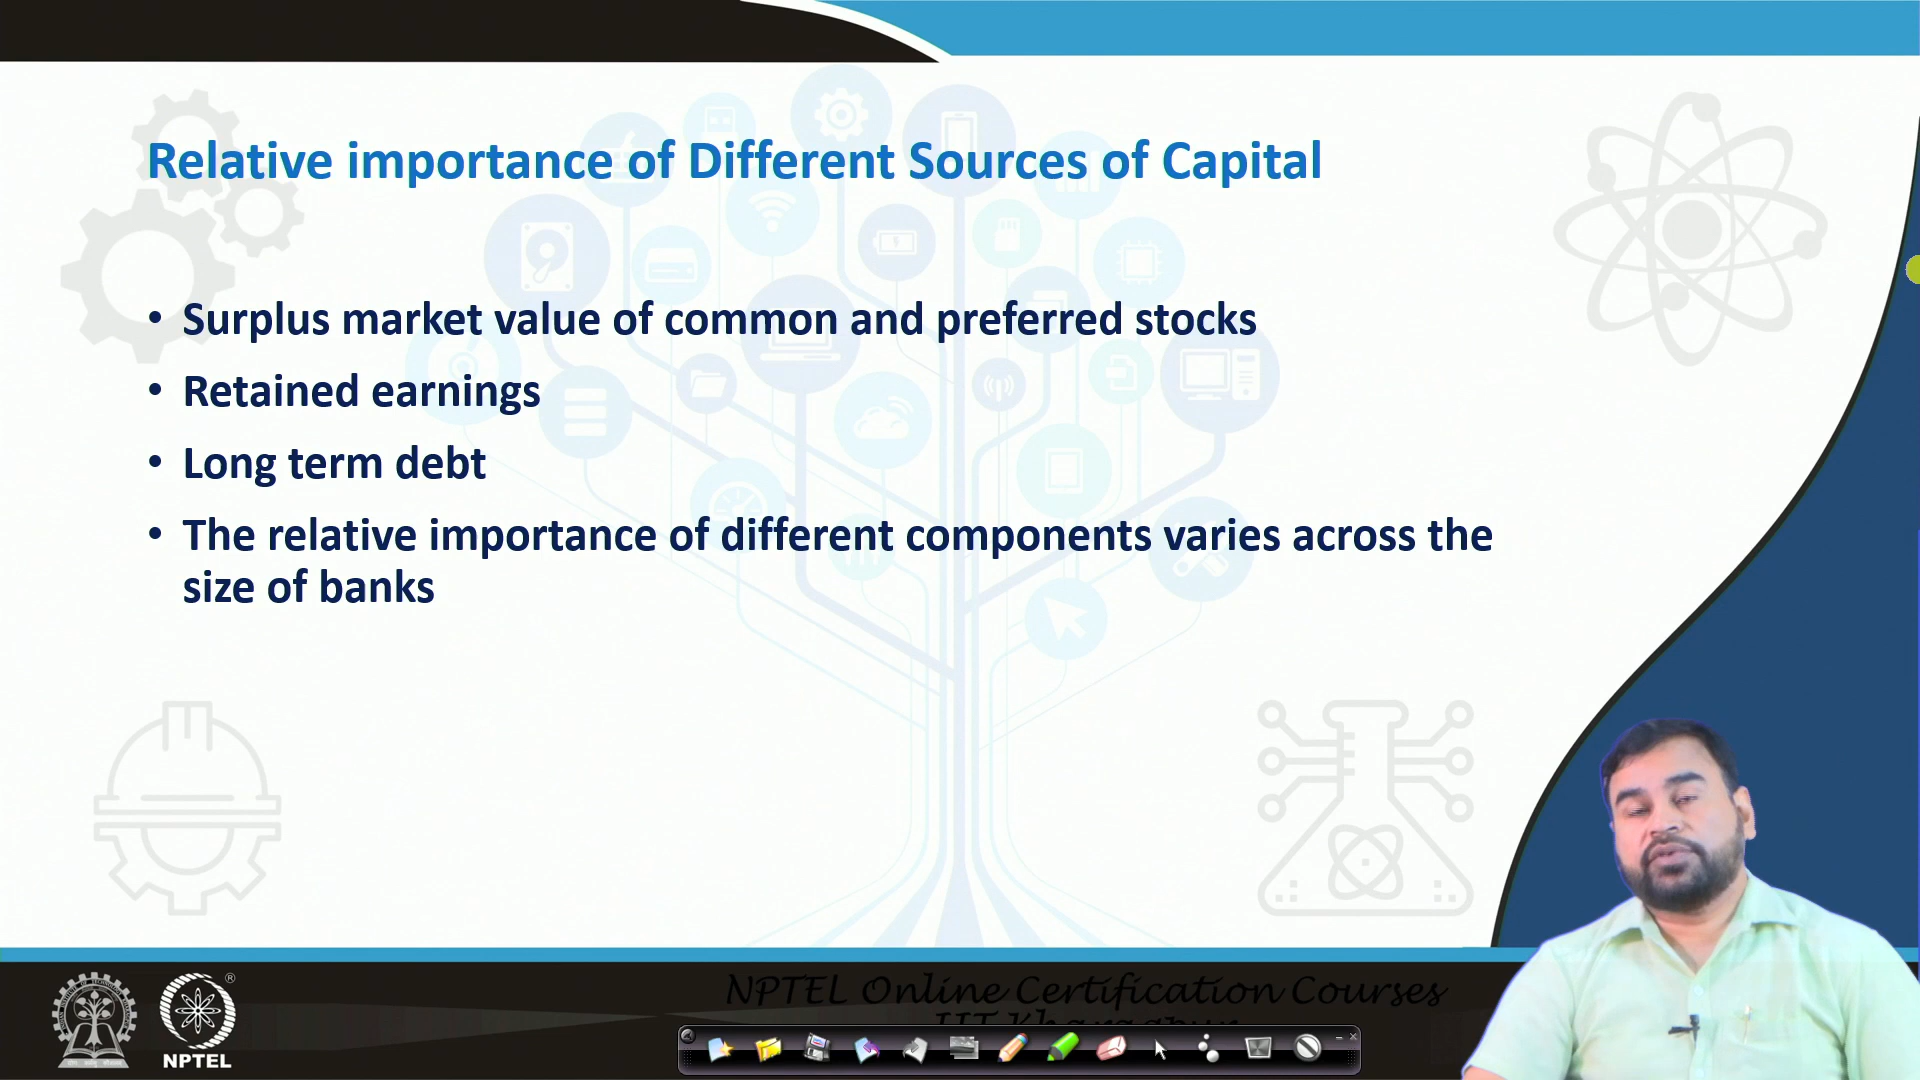 Relative importance of Different Sources of Capital
• Surplus market value of common and preferred stocks
• Retained earnings
• Long term debt
• The relative importance of different components varies across the
size of banks
NPTEL Online Certification Courses
NPTEL
®